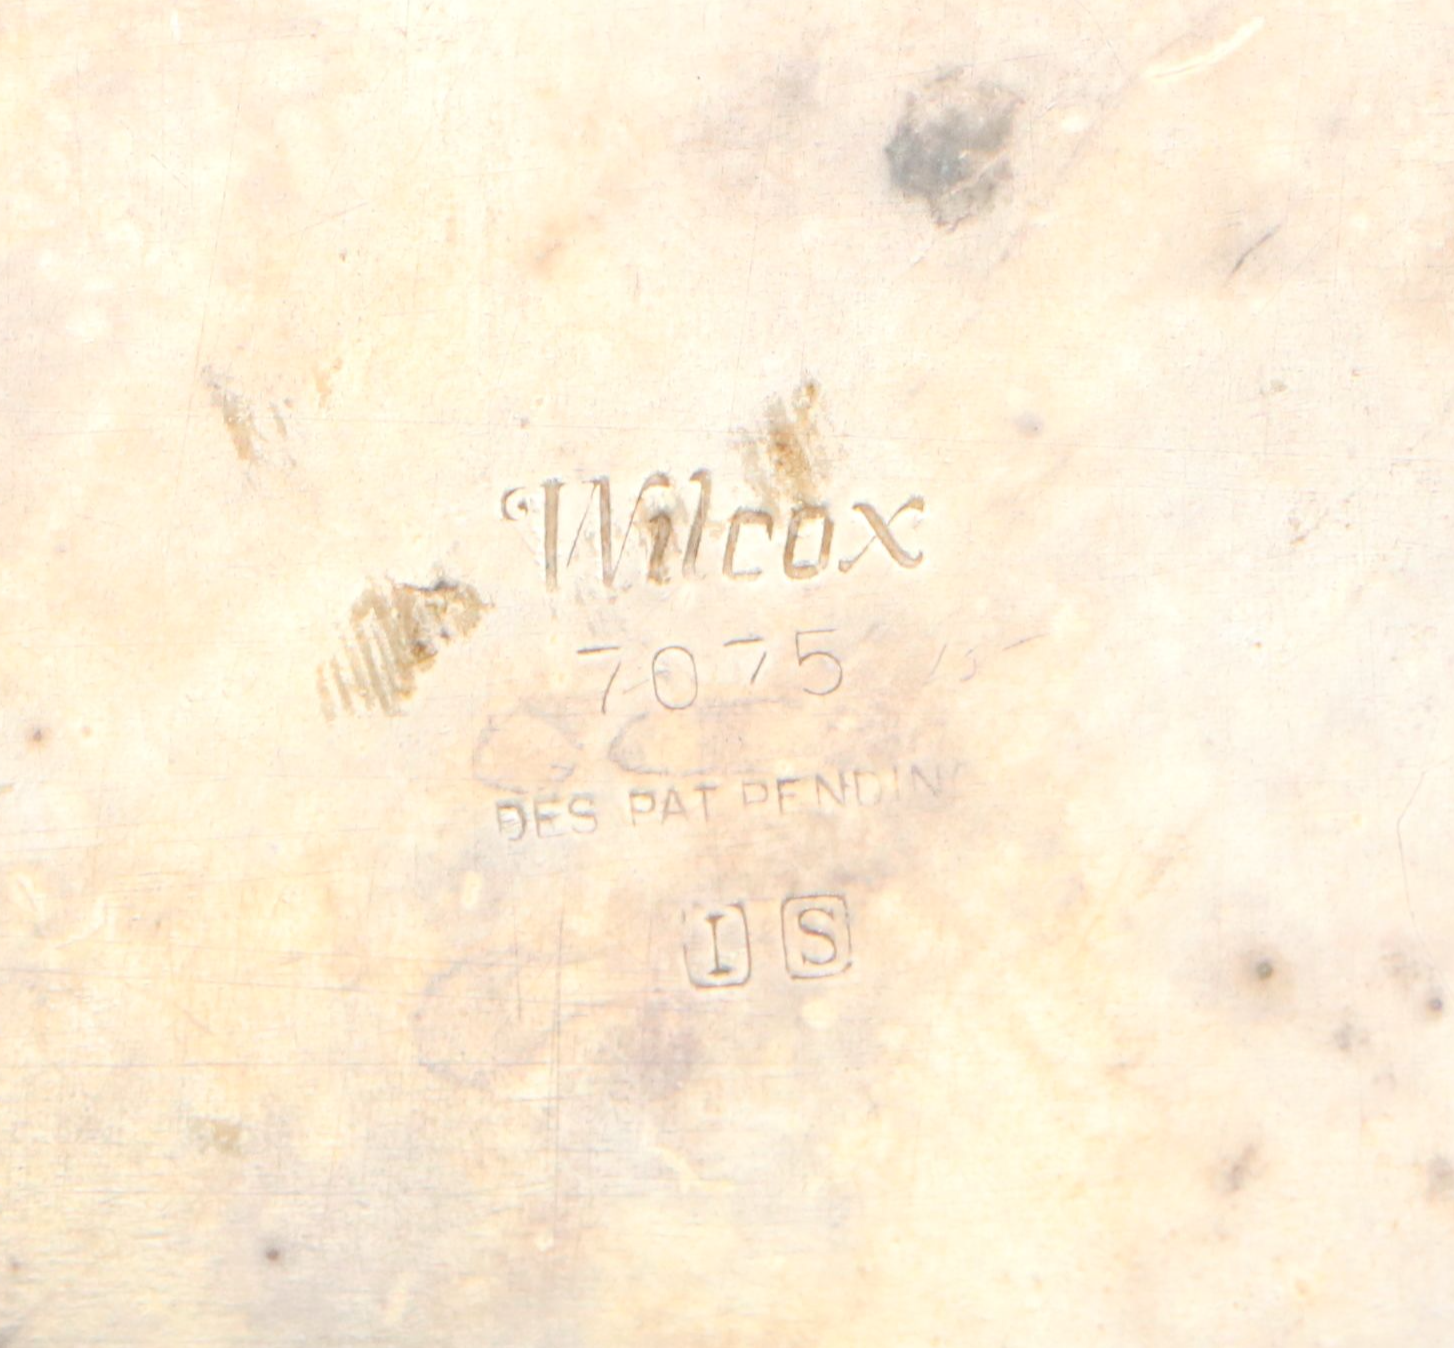 Wilcox
7075
DES PAT PENDIN
I S